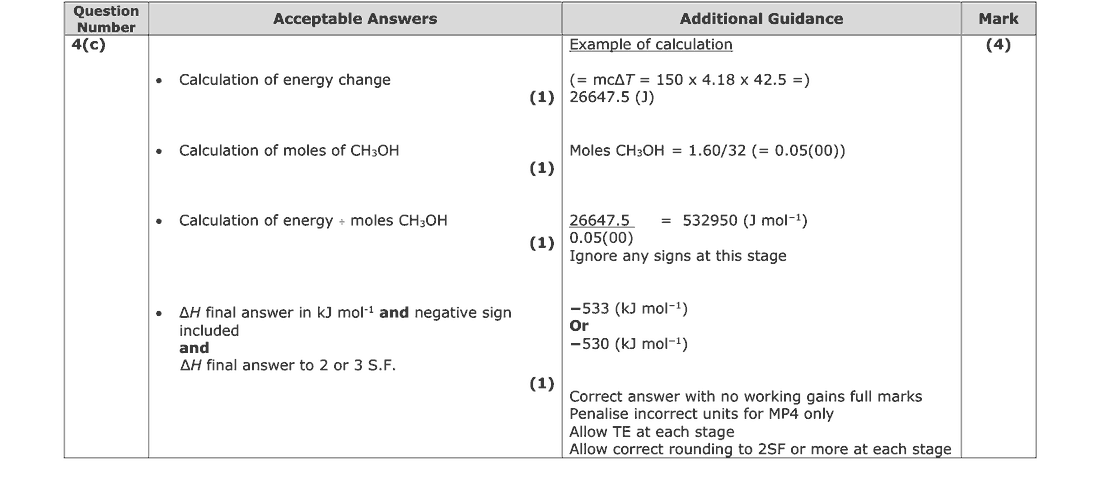 Question Number
Acceptable Answers
Additional Guidance
Mark
4(c)
Example of calculation
(4)
• Calculation of energy change
(1)
(= mcΔT = 150 x 4.18 x 42.5 =)
26647.5 (J)
• Calculation of moles of CH₃OH
(1)
Moles CH₃OH = 1.60/32 (= 0.05(00))
• Calculation of energy ÷ moles CH₃OH
(1)
26647.5 = 532950 (J mol⁻¹)
0.05(00)
Ignore any signs at this stage
• ΔH final answer in kJ mol⁻¹ and negative sign
included
and
ΔH final answer to 2 or 3 S.F.
(1)
−533 (kJ mol⁻¹)
Or
−530 (kJ mol⁻¹)
Correct answer with no working gains full marks
Penalise incorrect units for MP4 only
Allow TE at each stage
Allow correct rounding to 2SF or more at each stage